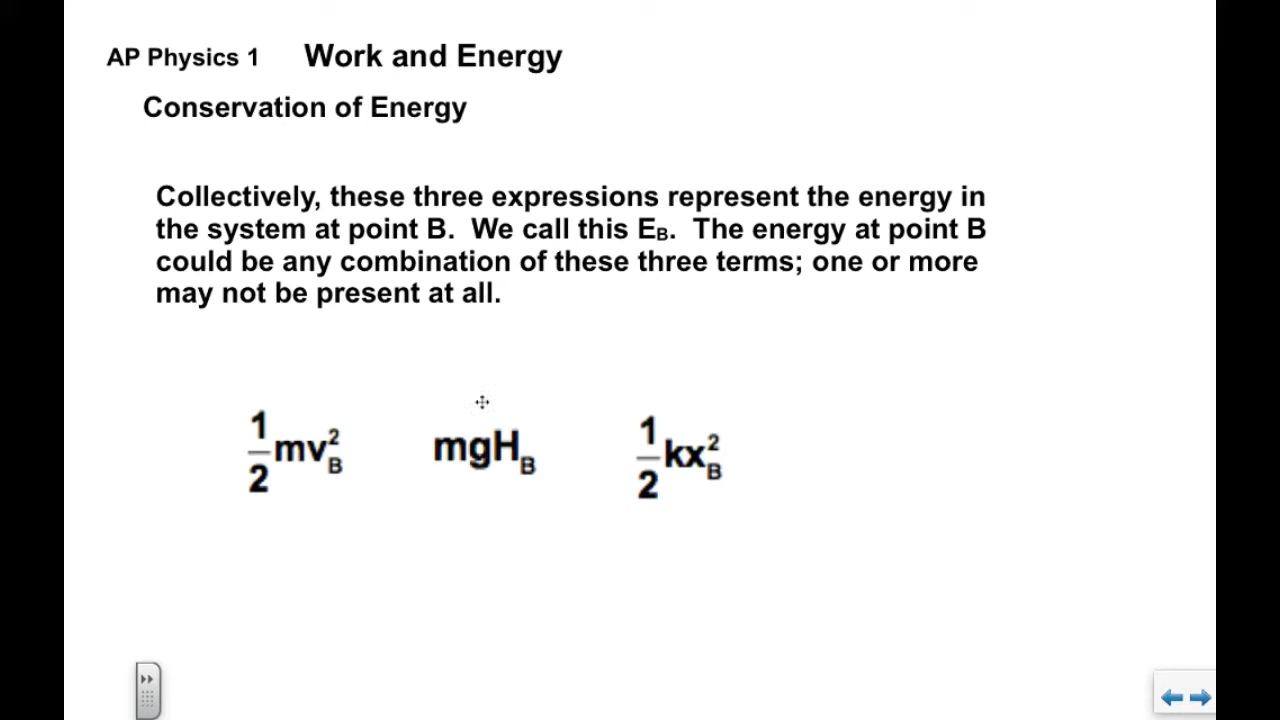 AP Physics 1 Work and Energy
Conservation of Energy
Collectively, these three expressions represent the energy in
the system at point B. We call this E_B. The energy at point B
could be any combination of these three terms; one or more
may not be present at all.
1/2 mv_B^2 mgH_B 1/2 kx_B^2